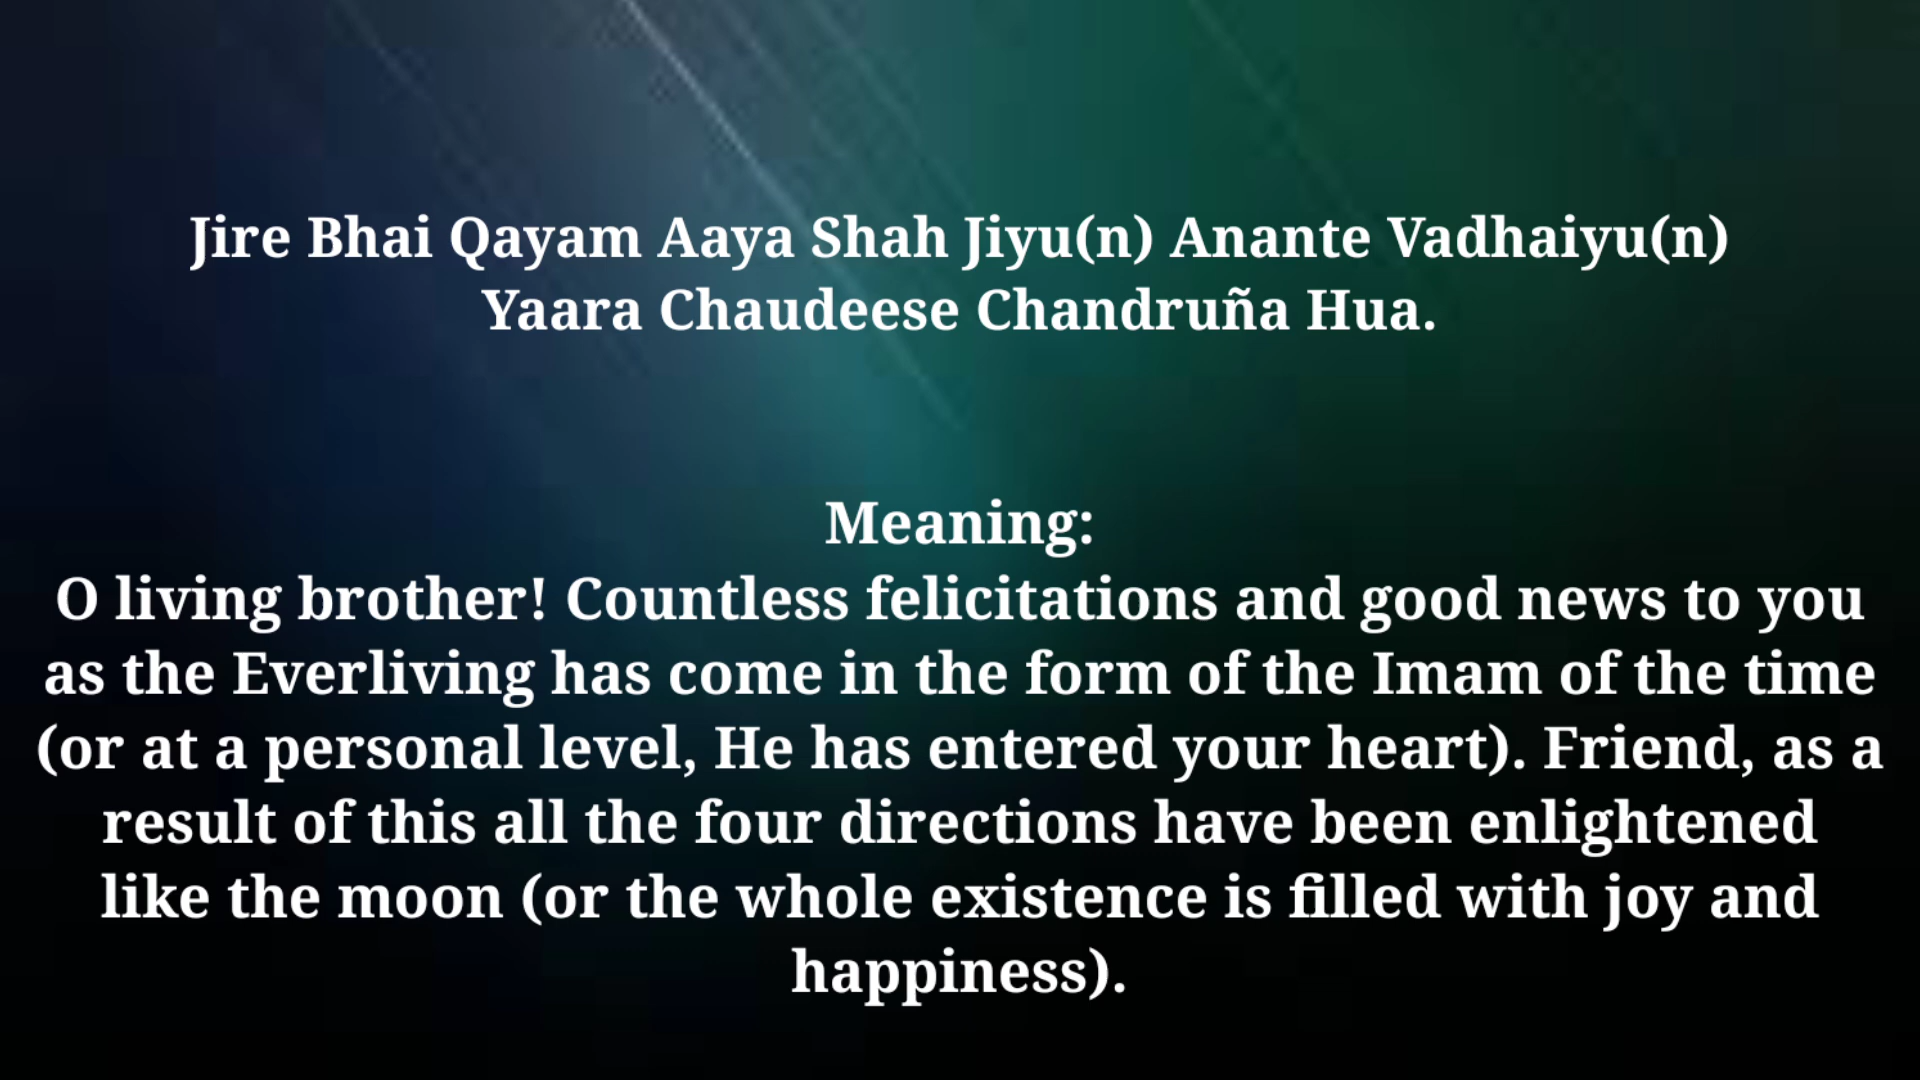 Jire Bhai Qayam Aaya Shah Jiyu(n) Anante Vadhaiyu(n)
Yaara Chaudeese Chandruña Hua.
Meaning:
O living brother! Countless felicitations and good news to you
as the Everliving has come in the form of the Imam of the time
(or at a personal level, He has entered your heart). Friend, as a
result of this all the four directions have been enlightened
like the moon (or the whole existence is filled with joy and
happiness).